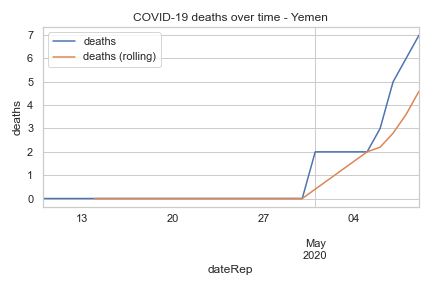 COVID-19 deaths over time - Yemen
deaths
deaths (rolling)
deaths
7
6
5
4
3
2
1
0
13 20 27 04
May
2020
dateRep